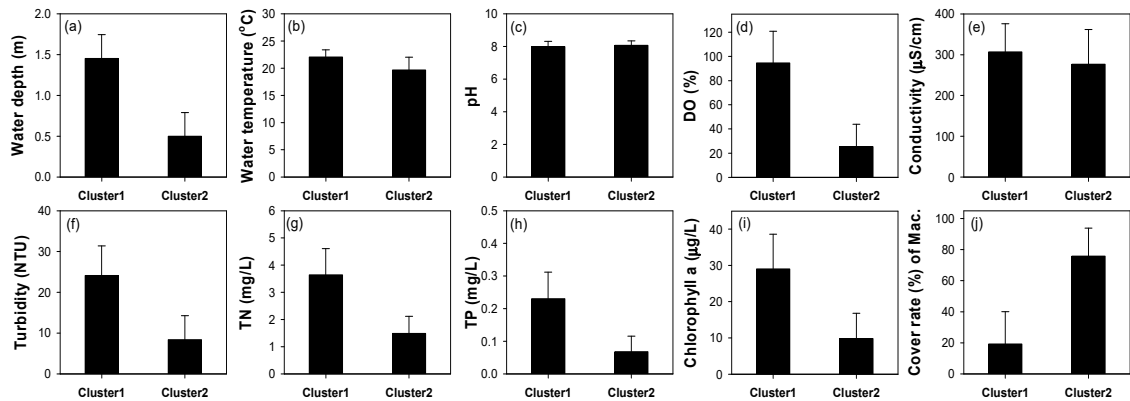 (a)
Water depth (m)
2.0
1.5
1.0
0.5
0.0
Cluster1 Cluster2
(b)
Water temperature (°C)
30
25
20
15
10
5
0
Cluster1 Cluster2
(c)
pH
10
8
6
4
2
0
Cluster1 Cluster2
(d)
DO (%)
120
100
80
60
40
20
0
Cluster1 Cluster2
(e)
Conductivity (µS/cm)
400
300
200
100
0
Cluster1 Cluster2
(f)
Turbidity (NTU)
40
30
20
10
0
Cluster1 Cluster2
(g)
TN (mg/L)
6
5
4
3
2
1
0
Cluster1 Cluster2
(h)
TP (mg/L)
0.5
0.4
0.3
0.2
0.1
0.0
Cluster1 Cluster2
(i)
Chlorophyll a (µg/L)
40
30
20
10
0
Cluster1 Cluster2
(j)
Cover rate (%) of Mac.
100
80
60
40
20
0
Cluster1 Cluster2